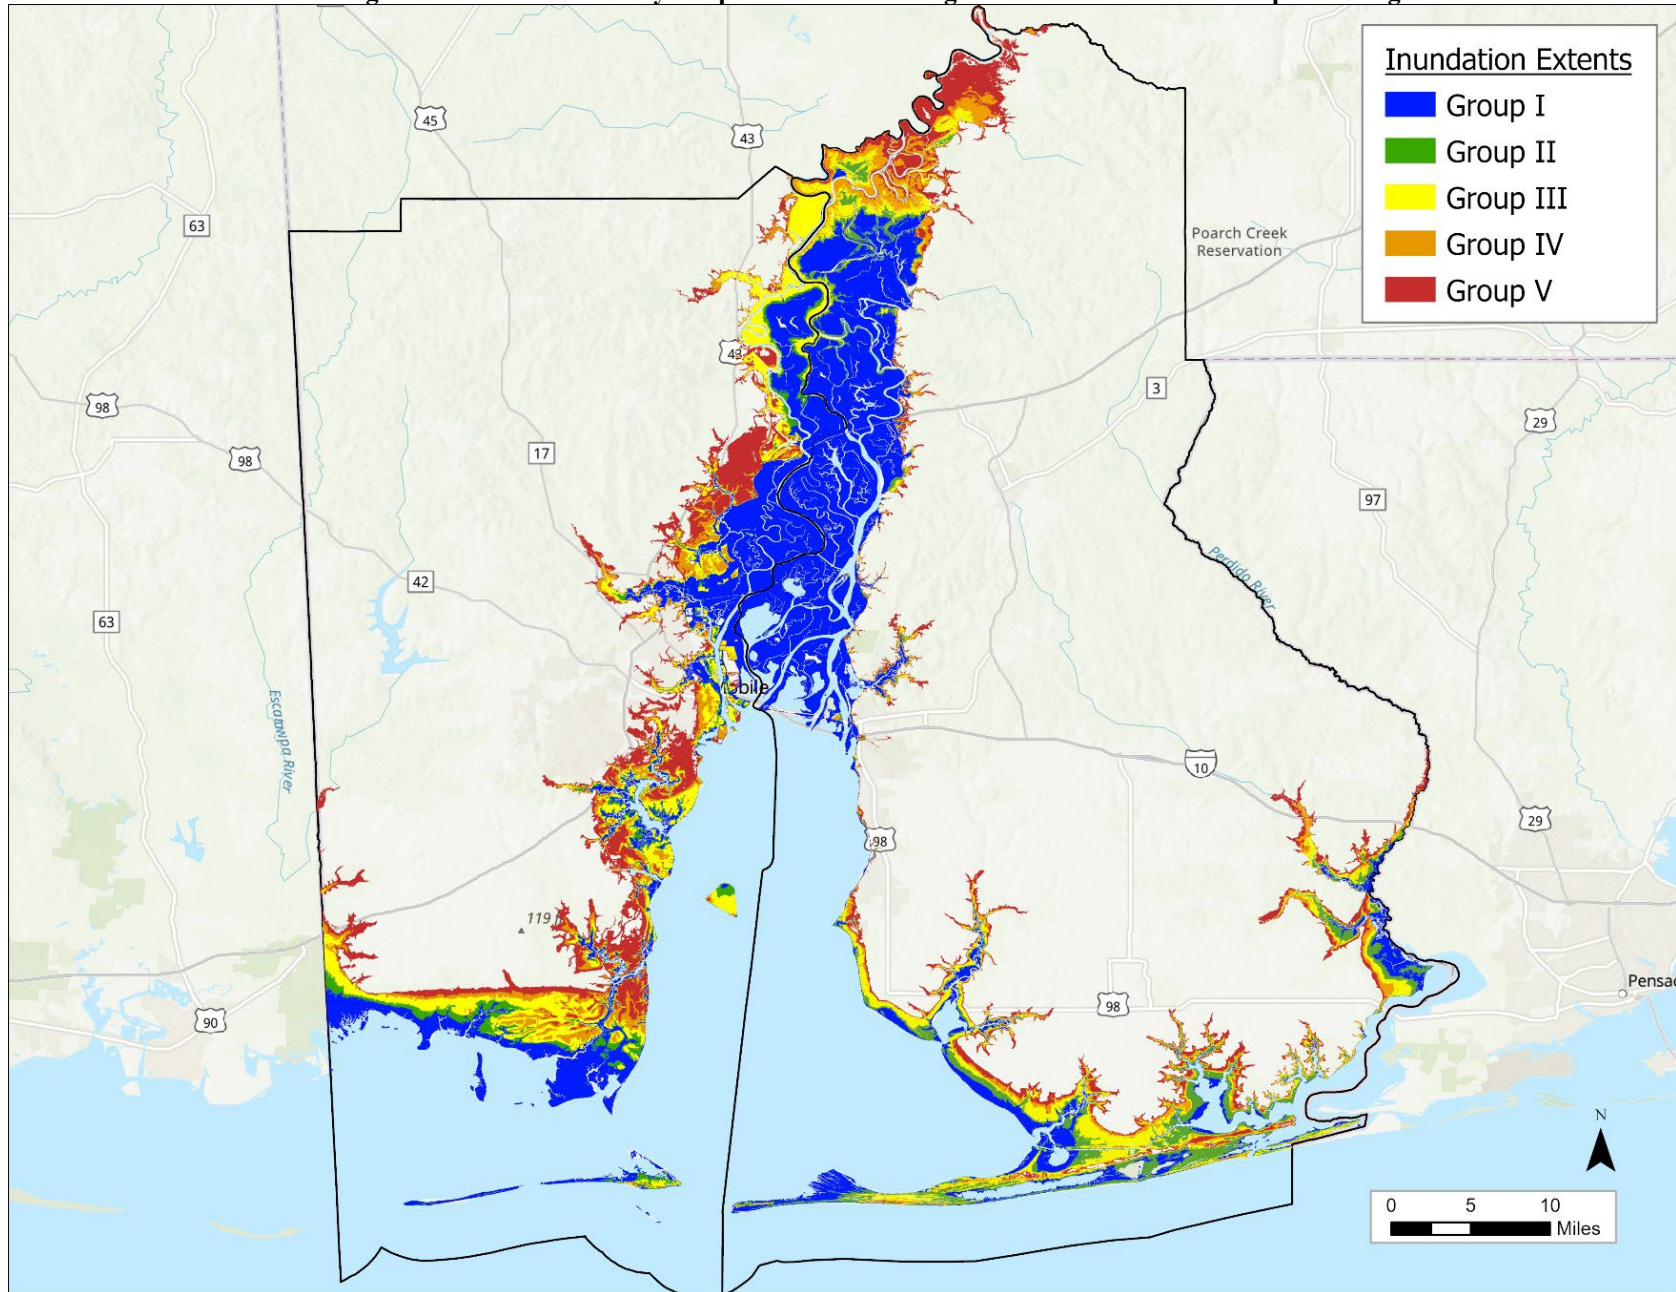 Inundation Extents
Group I
Group II
Group III
Group IV
Group V
45
43
63
Poarch Creek
Reservation
43
3
98
29
98
17
97
42
Perdido River
63
Escatawpa River
10
98
29
119
98
Pensac
90
N
0 5 10
Miles